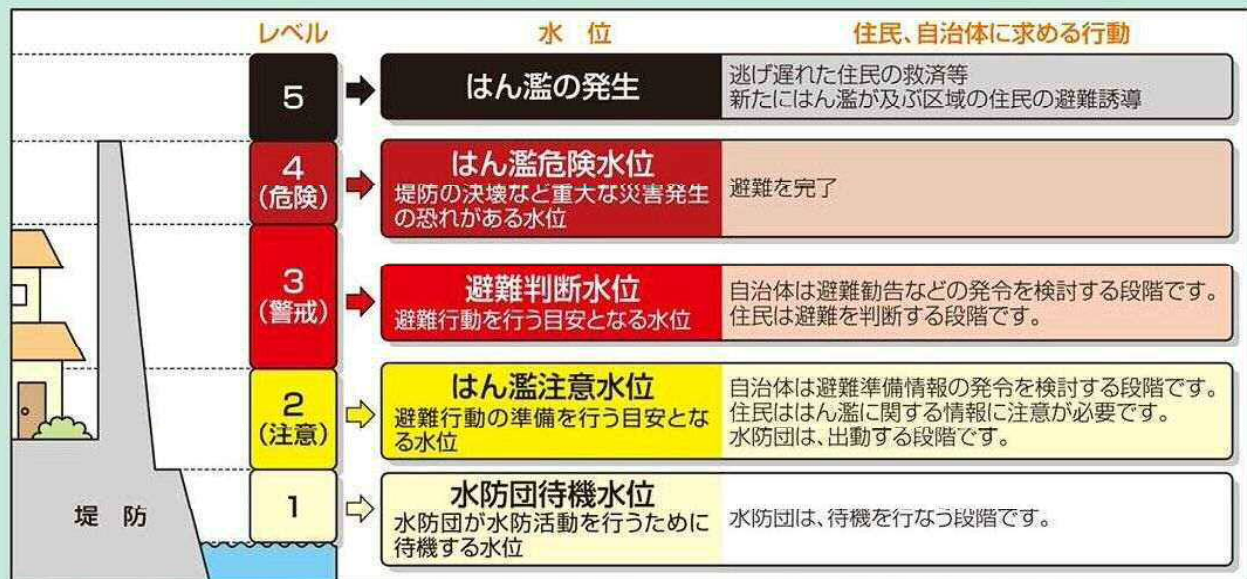 レベル
水 位
住民、自治体に求める行動
5
はん濫の発生
逃げ遅れた住民の救済等
新たにはん濫が及ぶ区域の住民の避難誘導
4
(危険)
はん濫危険水位
堤防の決壊など重大な災害発生
の恐れがある水位
避難を完了
3
(警戒)
避難判断水位
避難行動を行う目安となる水位
自治体は避難勧告などの発令を検討する段階です。
住民は避難を判断する段階です。
2
(注意)
はん濫注意水位
避難行動の準備を行う目安とな
る水位
自治体は避難準備情報の発令を検討する段階です。
住民ははん濫に関する情報に注意が必要です。
水防団は、出動する段階です。
1
水防団待機水位
水防団が水防活動を行うために
待機する水位
水防団は、待機を行なう段階です。
堤 防